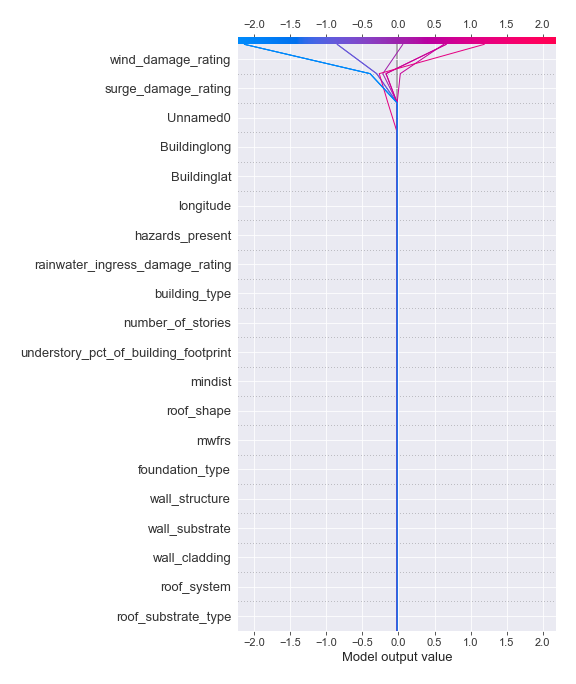 −2.0 −1.5 −1.0 −0.5 0.0 0.5 1.0 1.5 2.0
wind_damage_rating
surge_damage_rating
Unnamed0
Buildinglong
Buildinglat
longitude
hazards_present
rainwater_ingress_damage_rating
building_type
number_of_stories
understory_pct_of_building_footprint
mindist
roof_shape
mwfrs
foundation_type
wall_structure
wall_substrate
wall_cladding
roof_system
roof_substrate_type
−2.0 −1.5 −1.0 −0.5 0.0 0.5 1.0 1.5 2.0
Model output value